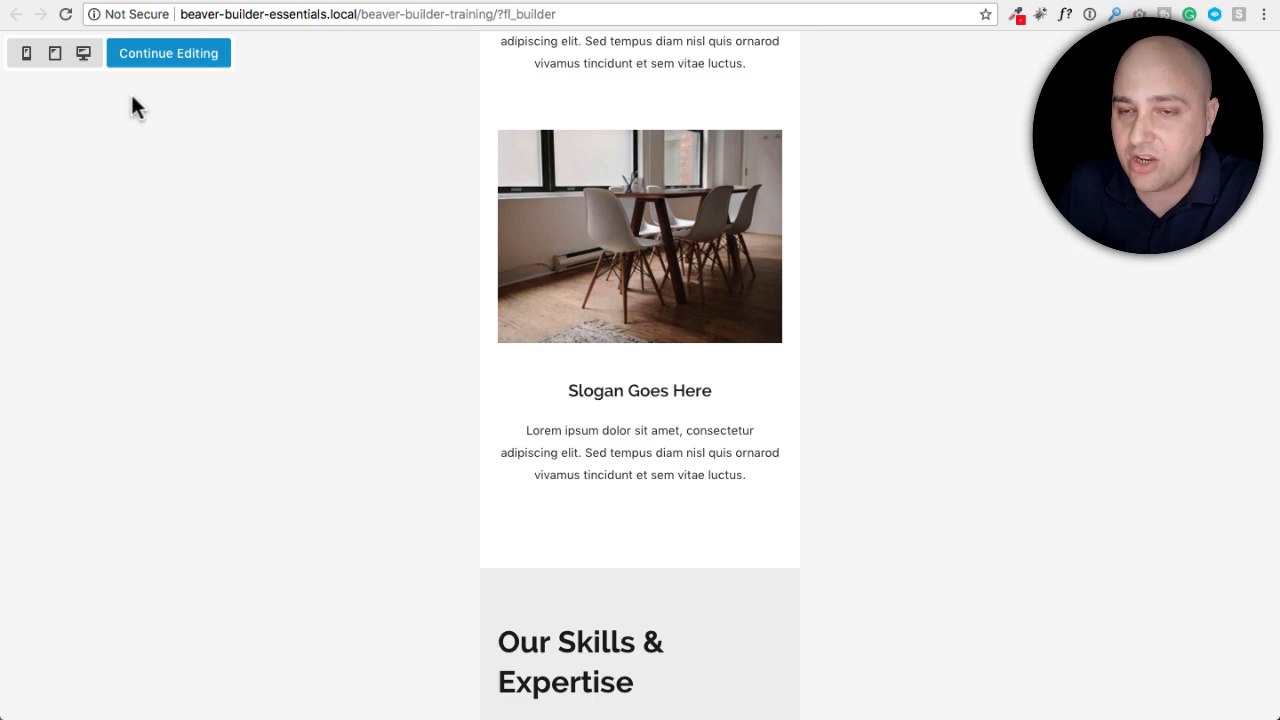 Not Secure beaver-builder-essentials.local/beaver-builder-training/?fl_builder
f?
S
Continue Editing
adipiscing elit. Sed tempus diam nisl quis ornarod
vivamus tincidunt et sem vitae luctus.
Slogan Goes Here
Lorem ipsum dolor sit amet, consectetur
adipiscing elit. Sed tempus diam nisl quis ornarod
vivamus tincidunt et sem vitae luctus.
Our Skills &
Expertise